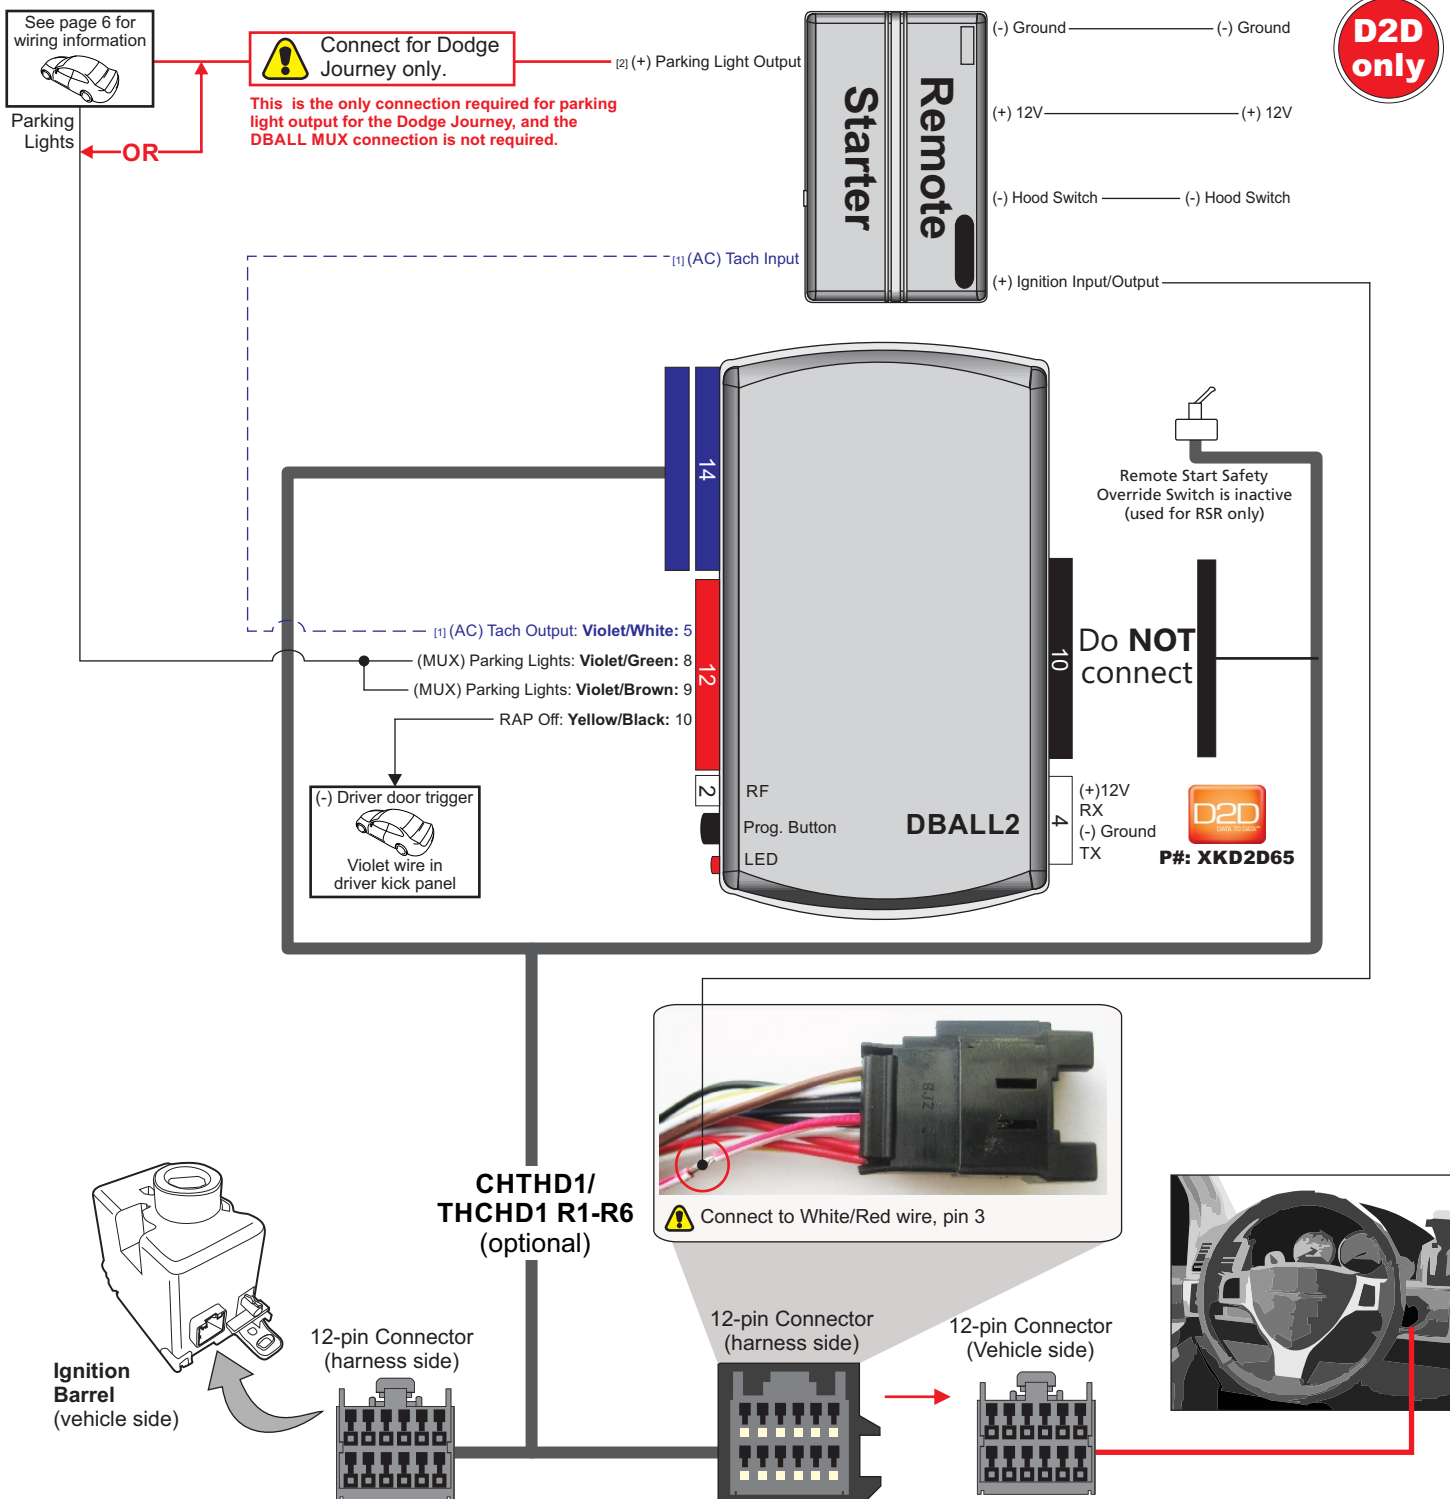 See page 6 for
wiring information
Parking
Lights
OR
Connect for Dodge
Journey only.
This is the only connection required for parking
light output for the Dodge Journey, and the
DBALL MUX connection is not required.
[2] (+) Parking Light Output
[1] (AC) Tach Input
Remote
Starter
(-) Ground
(-) Ground
(+) 12V
(+) 12V
(-) Hood Switch
(-) Hood Switch
(+) Ignition Input/Output
D2D
only
14
12
2
10
4
[1] (AC) Tach Output: Violet/White: 5
(MUX) Parking Lights: Violet/Green: 8
(MUX) Parking Lights: Violet/Brown: 9
RAP Off: Yellow/Black: 10
(-) Driver door trigger
Violet wire in
driver kick panel
RF
Prog. Button
LED
DBALL2
Do NOT
connect
(+)12V
RX
(-) Ground
TX
Remote Start Safety
Override Switch is inactive
(used for RSR only)
D2D
DATA TO DATA
P#: XKD2D65
CHTHD1/
THCHD1 R1-R6
(optional)
Connect to White/Red wire, pin 3
Ignition
Barrel
(vehicle side)
12-pin Connector
(harness side)
12-pin Connector
(harness side)
12-pin Connector
(Vehicle side)